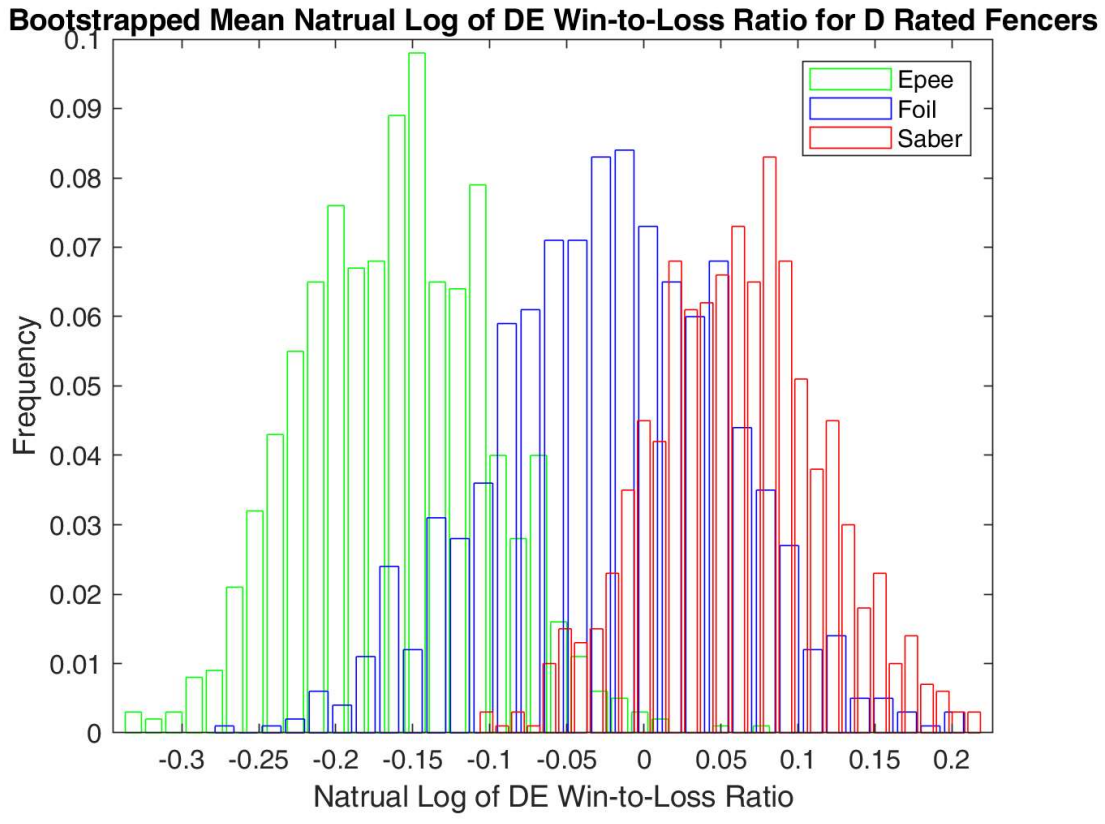 Bootstrapped Mean Natrual Log of DE Win-to-Loss Ratio for D Rated Fencers
0.1
0.09
0.08
0.07
0.06
0.05
0.04
0.03
0.02
0.01
0
Frequency
Epee
Foil
Saber
-0.3 -0.25 -0.2 -0.15 -0.1 -0.05 0 0.05 0.1 0.15 0.2
Natrual Log of DE Win-to-Loss Ratio